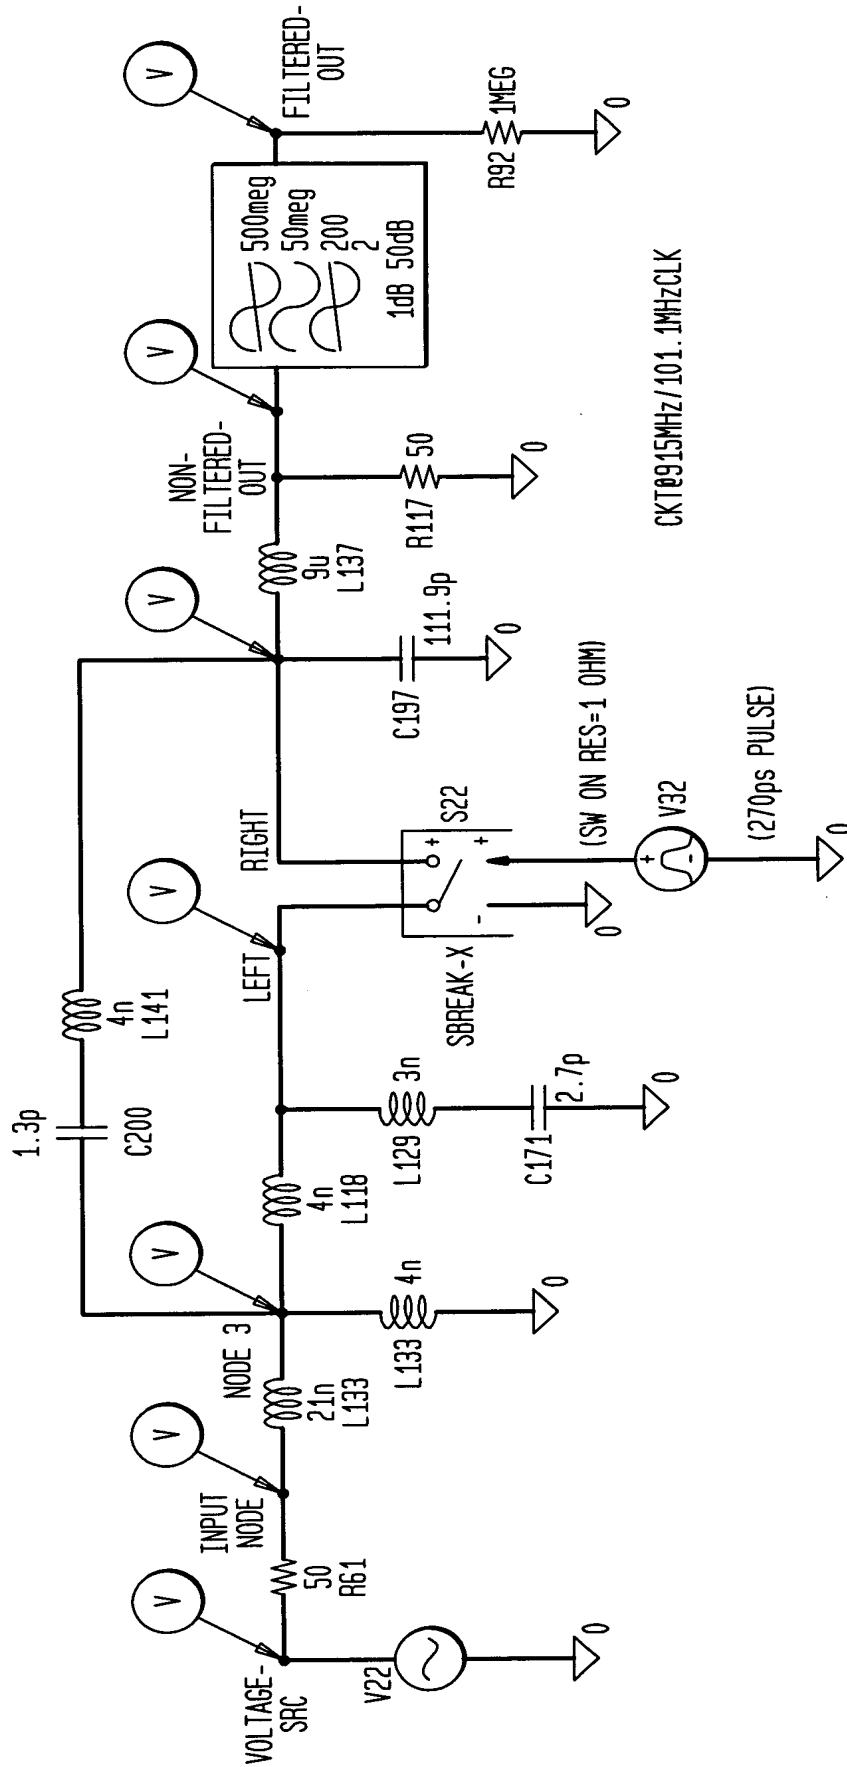 VOLTAGE-
SRC
V22
0
V
50
R61
INPUT
NODE
V
21n
L133
NODE 3
V
L133
4n
0
1.3p
C200
4n
L141
4n
L118
L129
3n
C171
2.7p
0
LEFT
V
RIGHT
SBREAK-X
S22
-
+
+
0
(SW ON RES=1 OHM)
+
-
V32
(270ps PULSE)
0
V
C197
111.9p
0
9u
L137
NON-
FILTERED-
OUT
R117
50
0
V
500meg
50meg
200
2
1dB 50dB
V
FILTERED-
OUT
R92
1MEG
0
CKT@915MHz/101.1MHzCLK